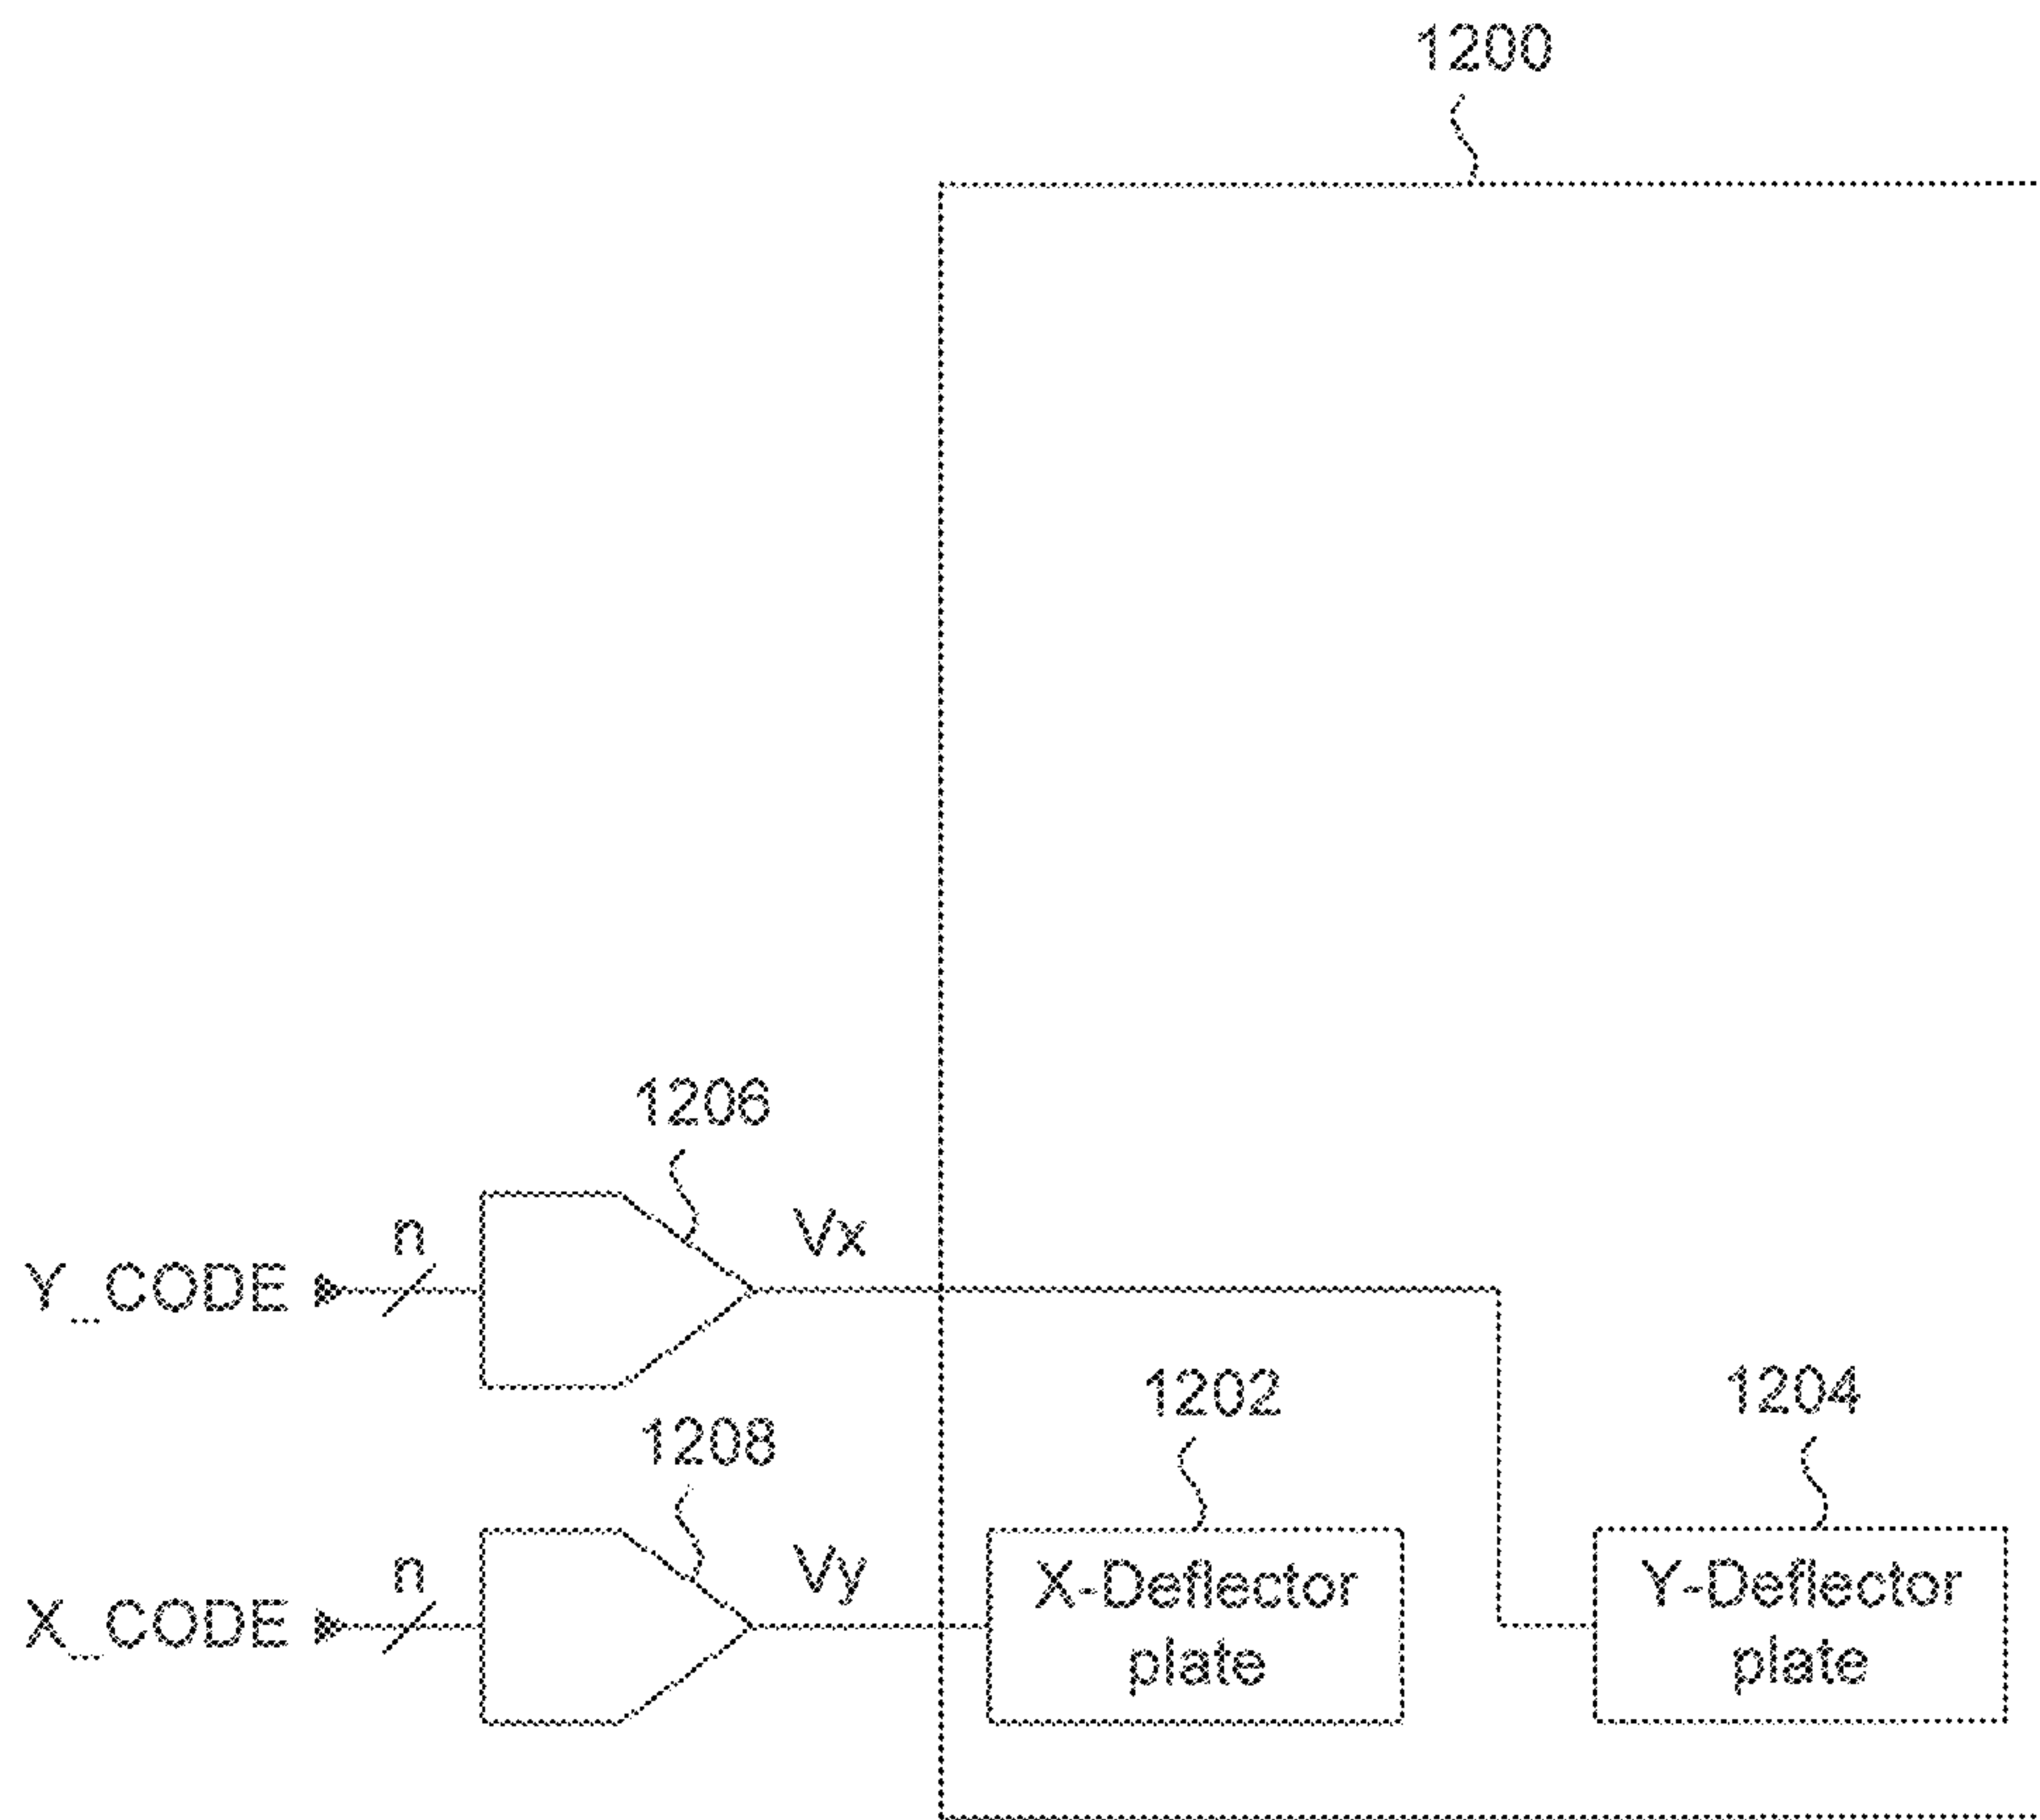 1200
1206
n
Vx
Y_CODE
1202
1204
1208
n
Vy
X_CODE
X-Deflector
plate
Y-Deflector
plate